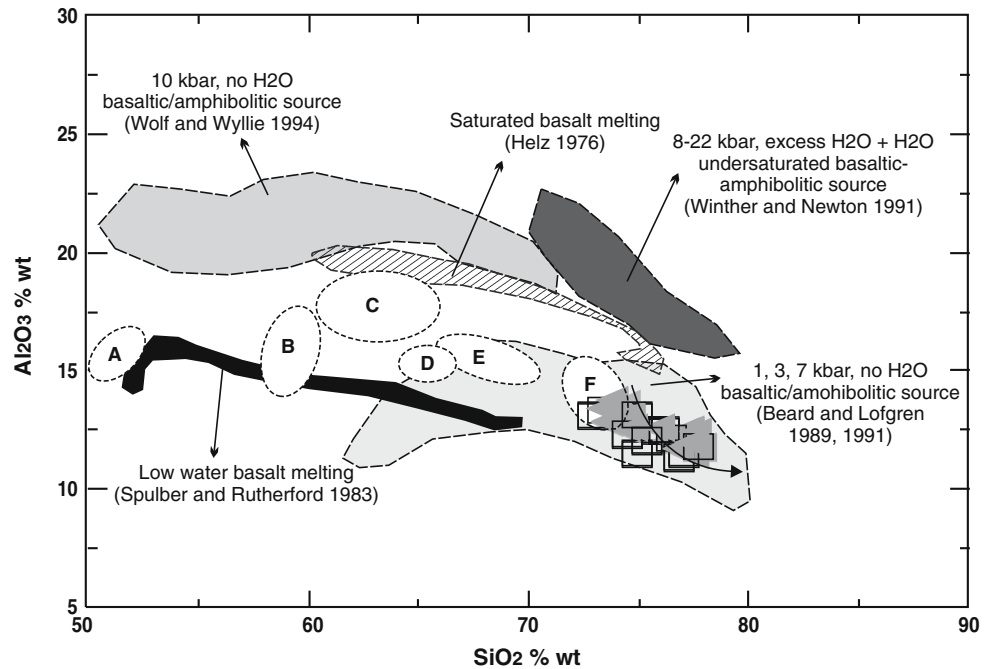 30
25
20
15
10
5
Al2O3 % wt
10 kbar, no H2O
basaltic/amphibolitic source
(Wolf and Wyllie 1994)
Saturated basalt melting
(Helz 1976)
8-22 kbar, excess H2O + H2O
undersaturated basaltic-
amphibolitic source
(Winther and Newton 1991)
A
B
C
D
E
F
1, 3, 7 kbar, no H2O
basaltic/amohibolitic source
(Beard and Lofgren
1989, 1991)
Low water basalt melting
(Spulber and Rutherford 1983)
50
60
70
80
90
SiO2 % wt